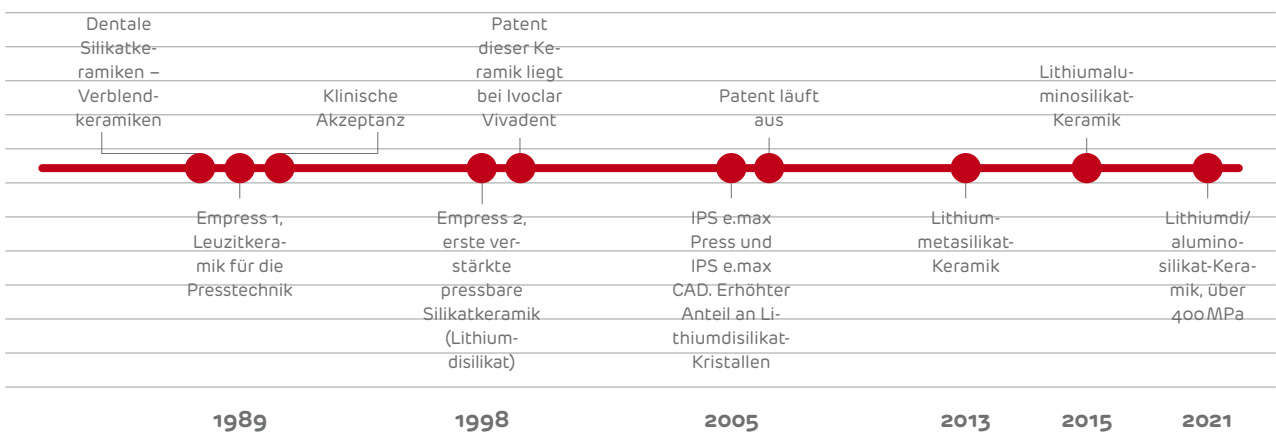 Dentale
Silikatke-
ramiken –
Verblend-
keramiken
Klinische
Akzeptanz
Patent
dieser Ke-
ramik liegt
bei Ivoclar
Vivadent
Patent läuft
aus
Lithiumalu-
minosilikat-
Keramik
Empress 1,
Leuzitkera-
mik für die
Presstechnik
Empress 2,
erste ver-
stärkte
pressbare
Silikatkeramik
(Lithium-
disilikat)
IPS e.max
Press und
IPS e.max
CAD. Erhöhter
Anteil an Li-
thiumdisilikat-
Kristallen
Lithium-
metasilikat-
Keramik
Lithiumdi/
alumino-
silikat-Kera-
mik, über
400 MPa
1989
1998
2005
2013
2015
2021